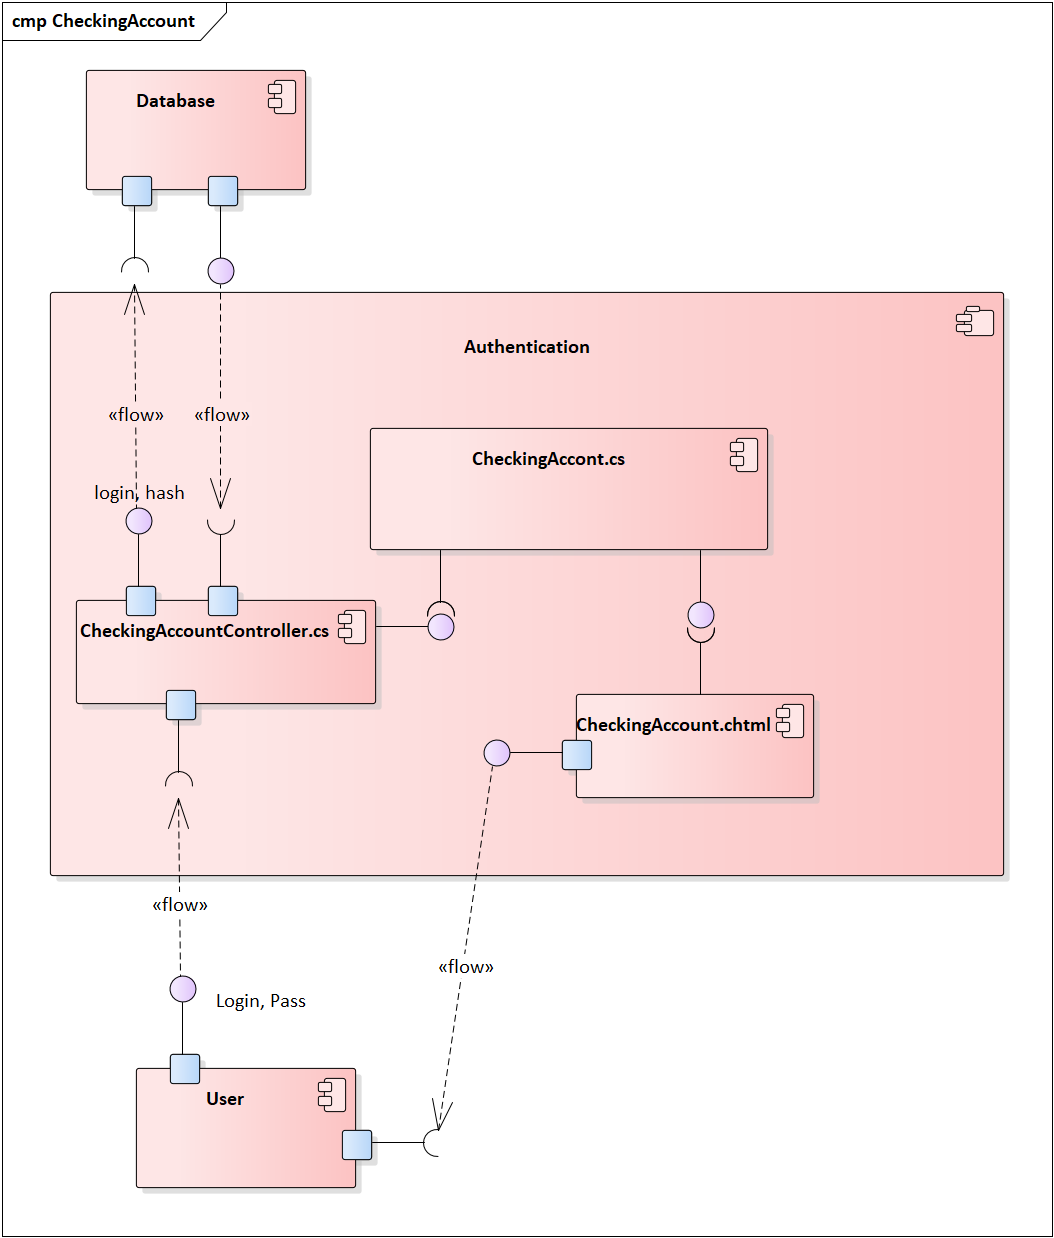 cmp CheckingAccount
Database
Authentication
«flow»
«flow»
CheckingAccont.cs
login, hash
CheckingAccountController.cs
CheckingAccount.chtml
«flow»
«flow»
Login, Pass
User